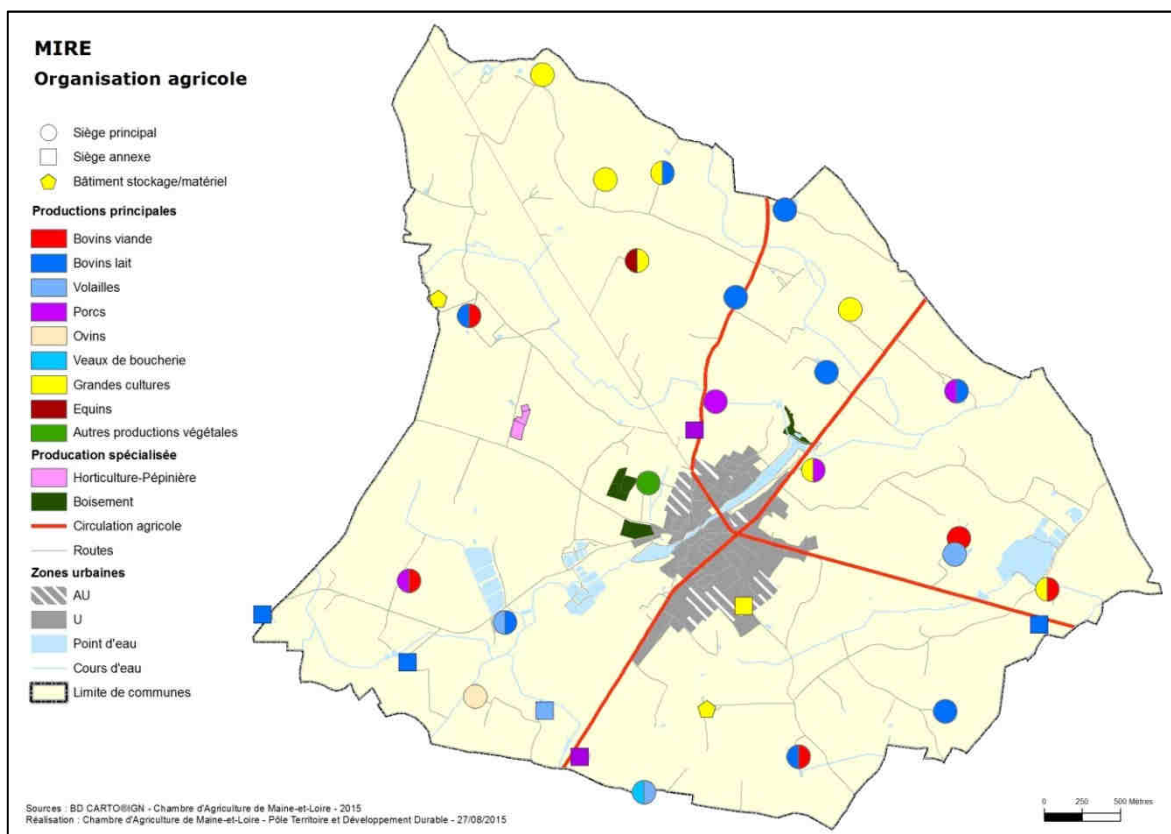 MIRE
Organisation agricole
Siège principal
Siège annexe
Bâtiment stockage/matériel
Productions principales
Bovins viande
Bovins lait
Volailles
Porcs
Ovins
Veaux de boucherie
Grandes cultures
Equins
Autres productions végétales
Producation spécialisée
Horticulture-Pépinière
Boisement
Circulation agricole
Routes
Zones urbaines
AU
U
Point d'eau
Cours d'eau
Limite de communes
Sources : BD CARTO®IGN - Chambre d'Agriculture de Maine-et-Loire - 2015
Réalisation : Chambre d'Agriculture de Maine-et-Loire - Pôle Territoire et Développement Durable - 27/08/2015
0 250 500 Mètres